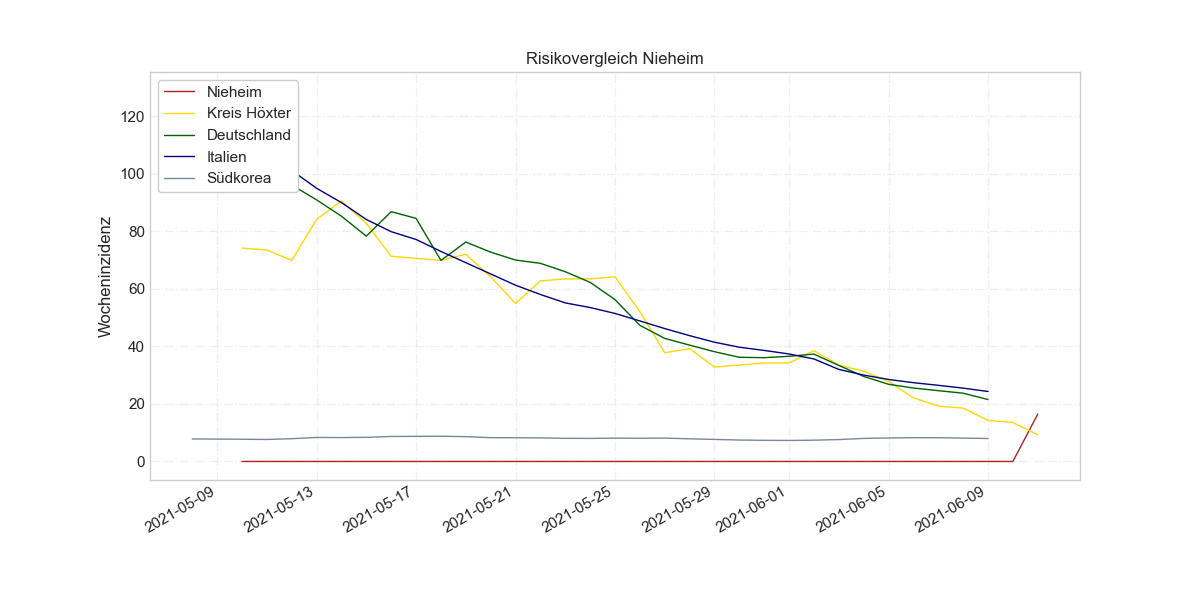 Risikovergleich Nieheim
Nieheim
Kreis Höxter
Deutschland
Italien
Südkorea
Wocheninzidenz
120
100
80
60
40
20
0
2021-05-09
2021-05-13
2021-05-17
2021-05-21
2021-05-25
2021-05-29
2021-06-01
2021-06-05
2021-06-09